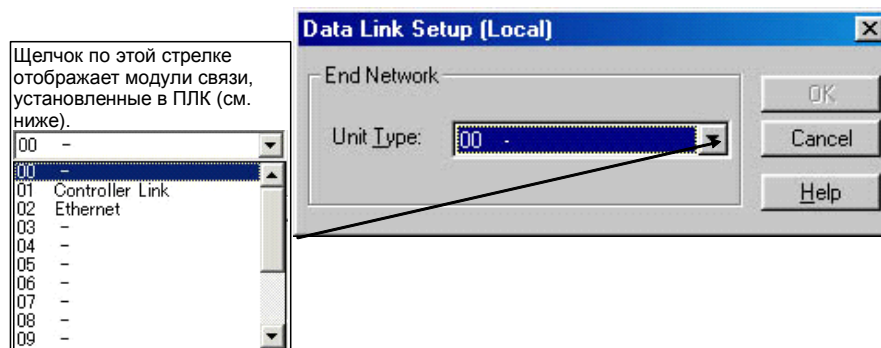 Щелчок по этой стрелке
отображает модули связи,
установленные в ПЛК (см.
ниже).
00 –
00 –
01 Controller Link
02 Ethernet
03 –
04 –
05 –
06 –
07 –
08 –
09 –
Data Link Setup (Local)
End Network
Unit Type:
00 -
OK
Cancel
Help